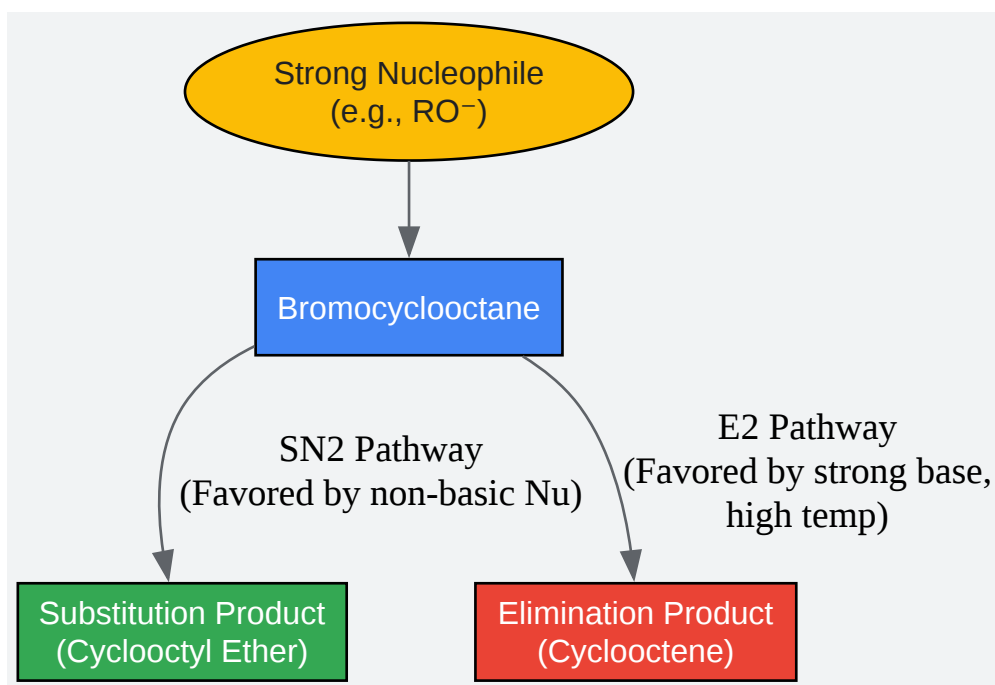 Strong Nucleophile
(e.g., RO⁻)
Bromocyclooctane
SN2 Pathway
(Favored by non-basic Nu)
E2 Pathway
(Favored by strong base,
high temp)
Substitution Product
(Cyclooctyl Ether)
Elimination Product
(Cyclooctene)